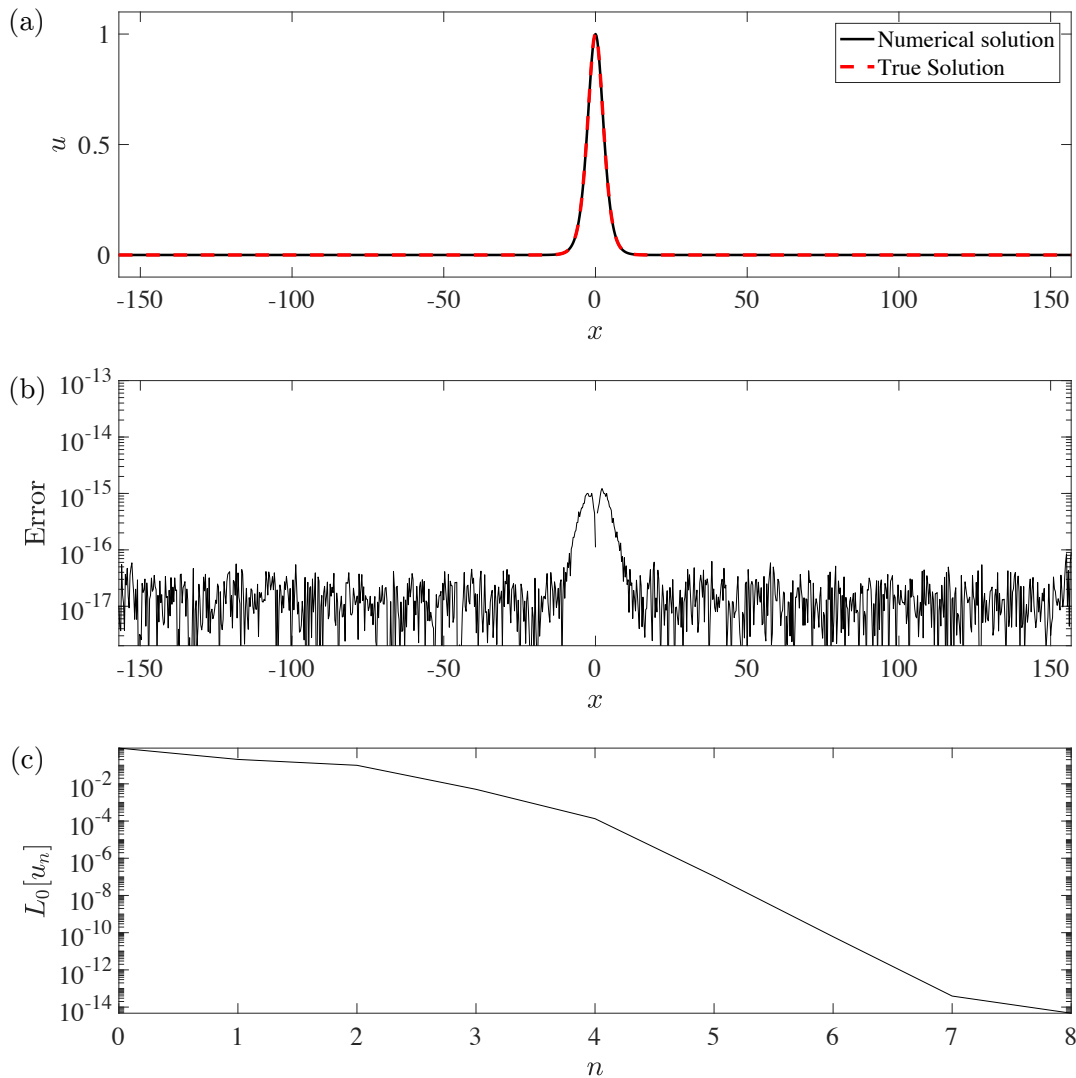 (a)
1
0.5
0
u
Numerical solution
True Solution
-150 -100 -50 0 50 100 150
x
(b)
10^-13
10^-14
10^-15
10^-16
10^-17
Error
-150 -100 -50 0 50 100 150
x
(c)
10^-2
10^-4
10^-6
10^-8
10^-10
10^-12
10^-14
L_0[u_n]
0 1 2 3 4 5 6 7 8
n